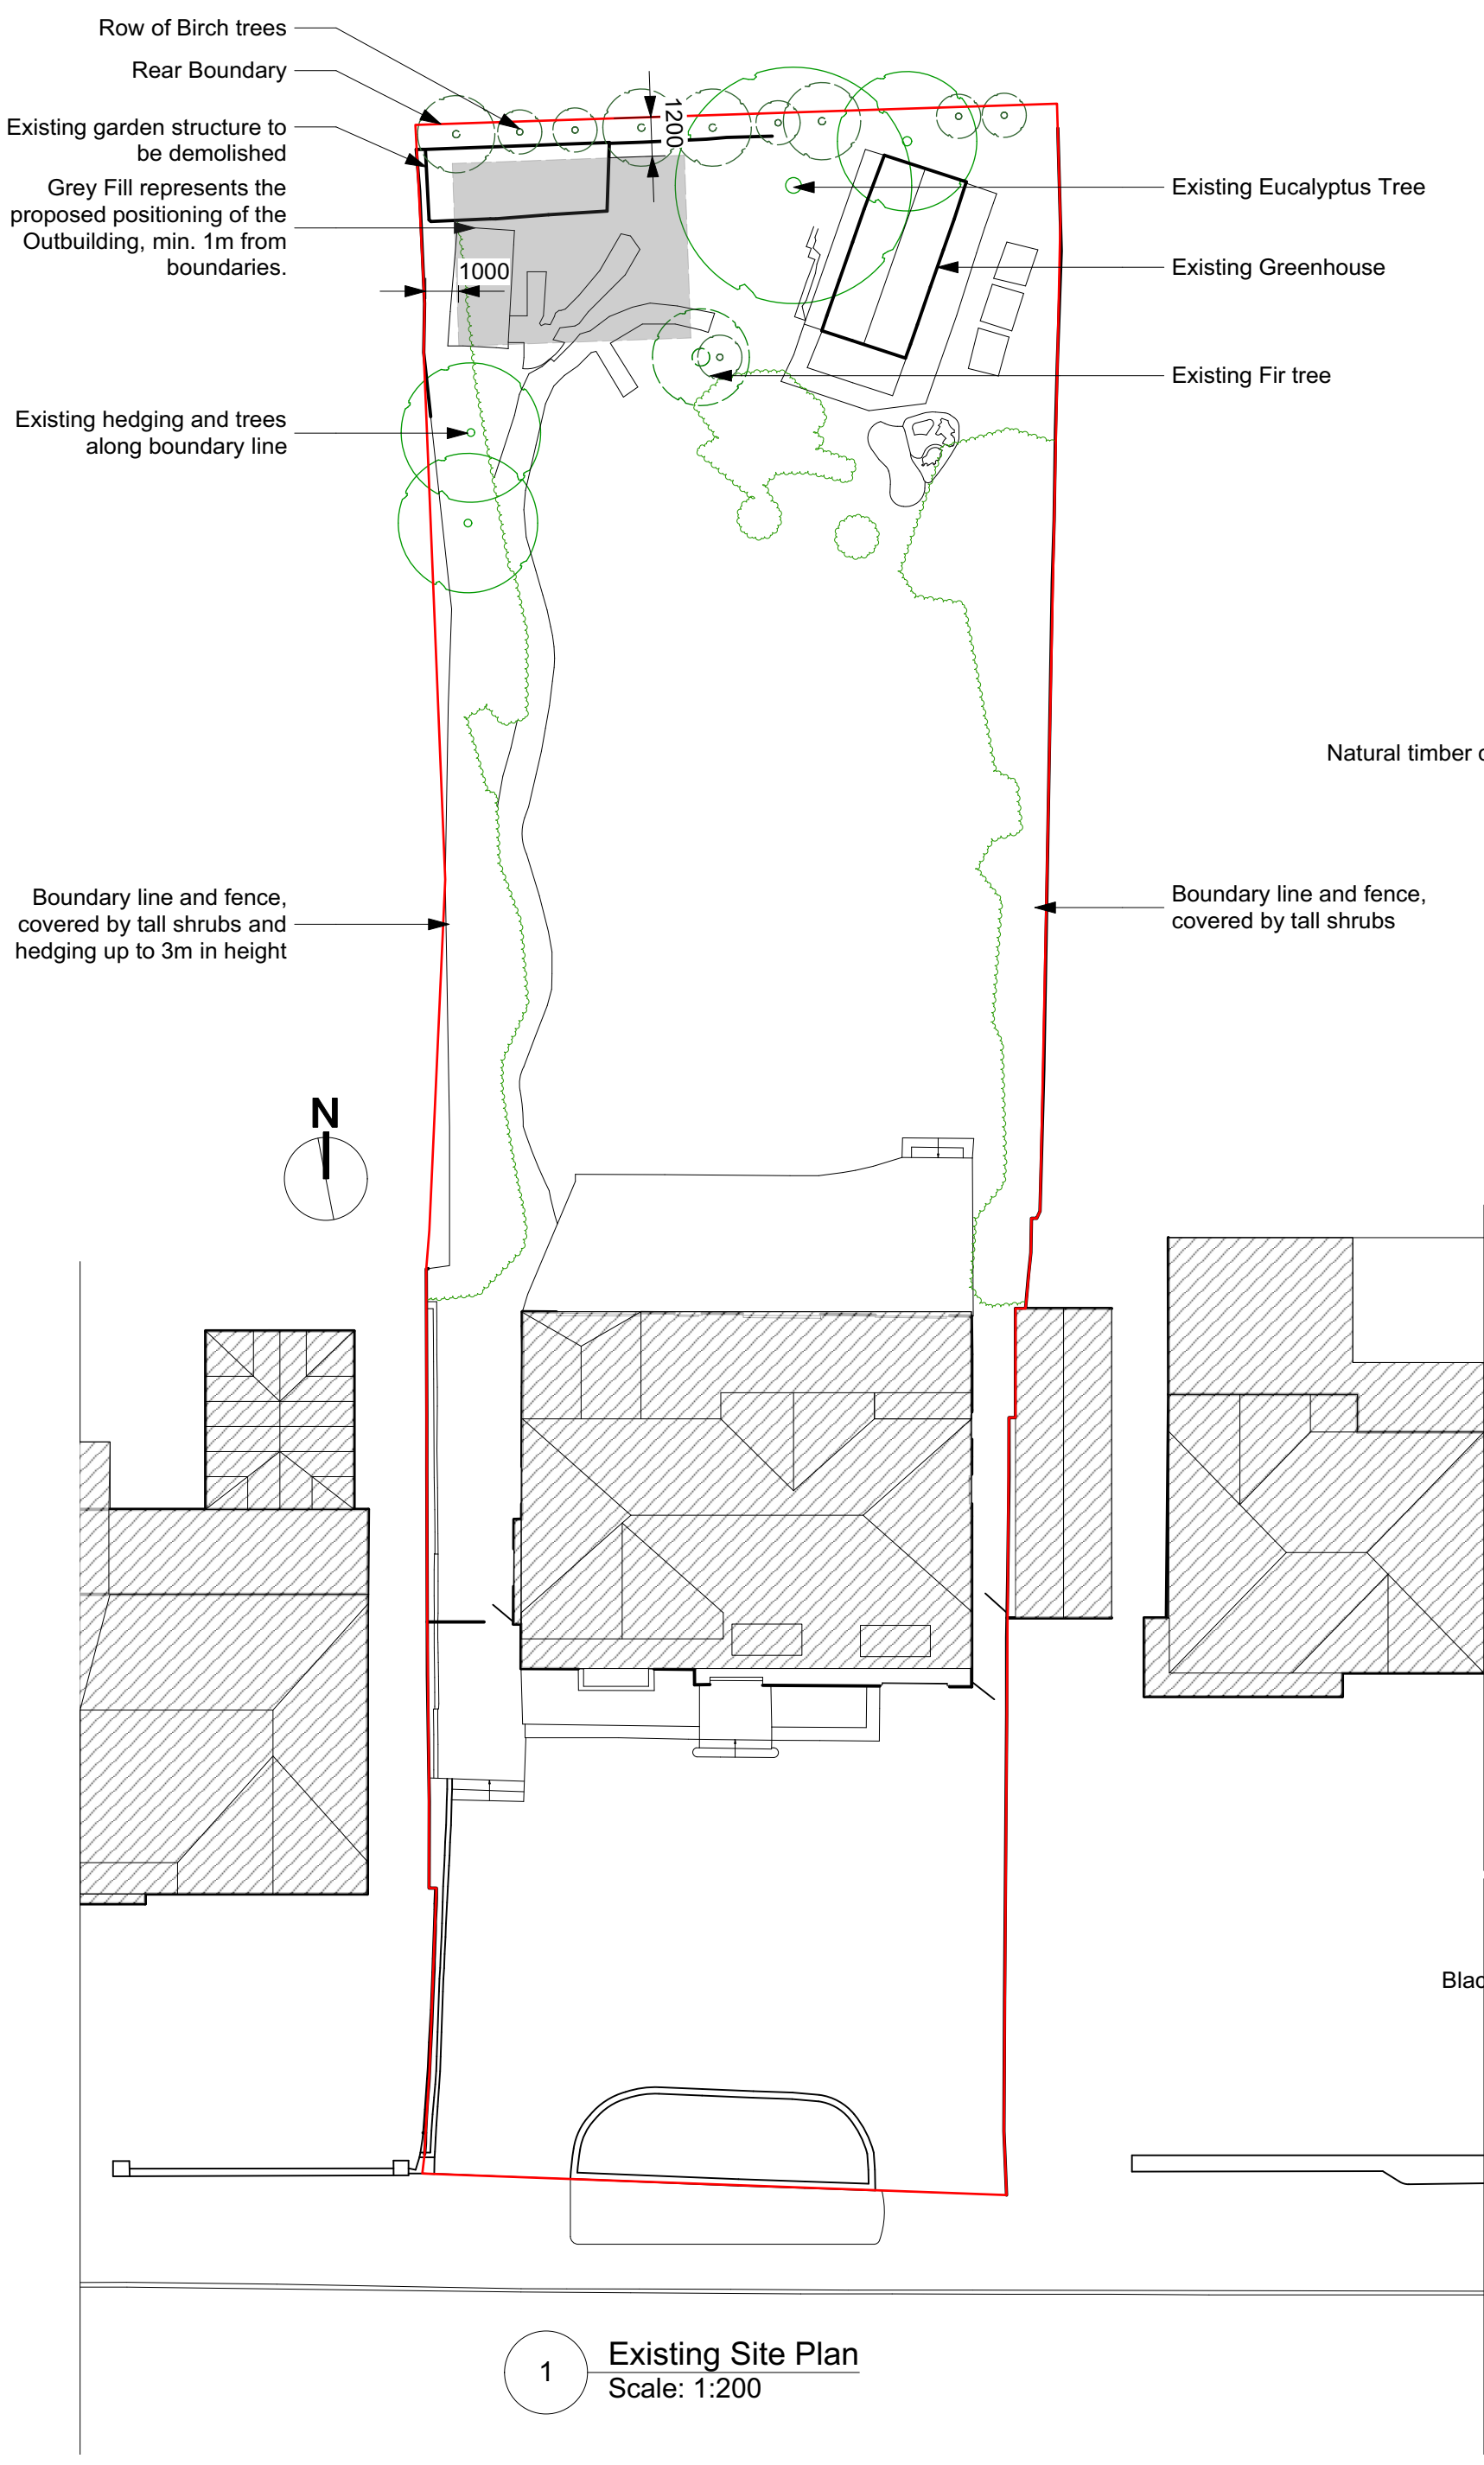 Row of Birch trees
Rear Boundary
Existing garden structure to
be demolished
Grey Fill represents the
proposed positioning of the
Outbuilding, min. 1m from
boundaries.
1200
1000
Existing Eucalyptus Tree
Existing Greenhouse
Existing Fir tree
Existing hedging and trees
along boundary line
Natural timber
Boundary line and fence,
covered by tall shrubs and
hedging up to 3m in height
Boundary line and fence,
covered by tall shrubs
N
1
Existing Site Plan
Scale: 1:200